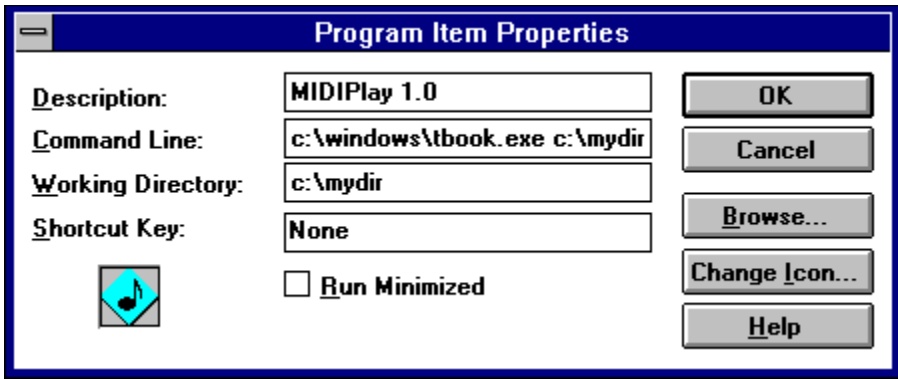 Program Item Properties
Description: MIDIPlay 1.0 OK
Command Line: c:\windows\tbook.exe c:\mydir Cancel
Working Directory: c:\mydir
Browse...
Shortcut Key: None
Change Icon...
Run Minimized
Help